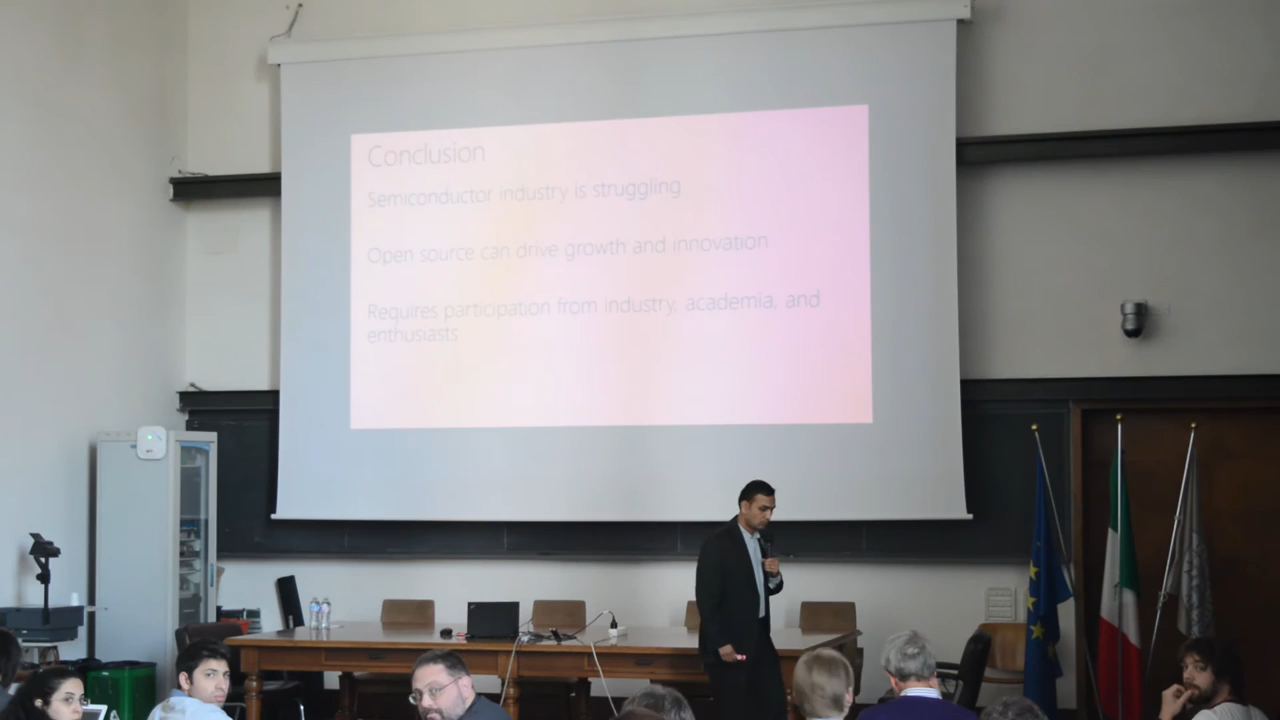 Conclusion
Semiconductor industry is struggling
Open source can drive growth and innovation
Requires participation from industry, academia, and
enthusiasts